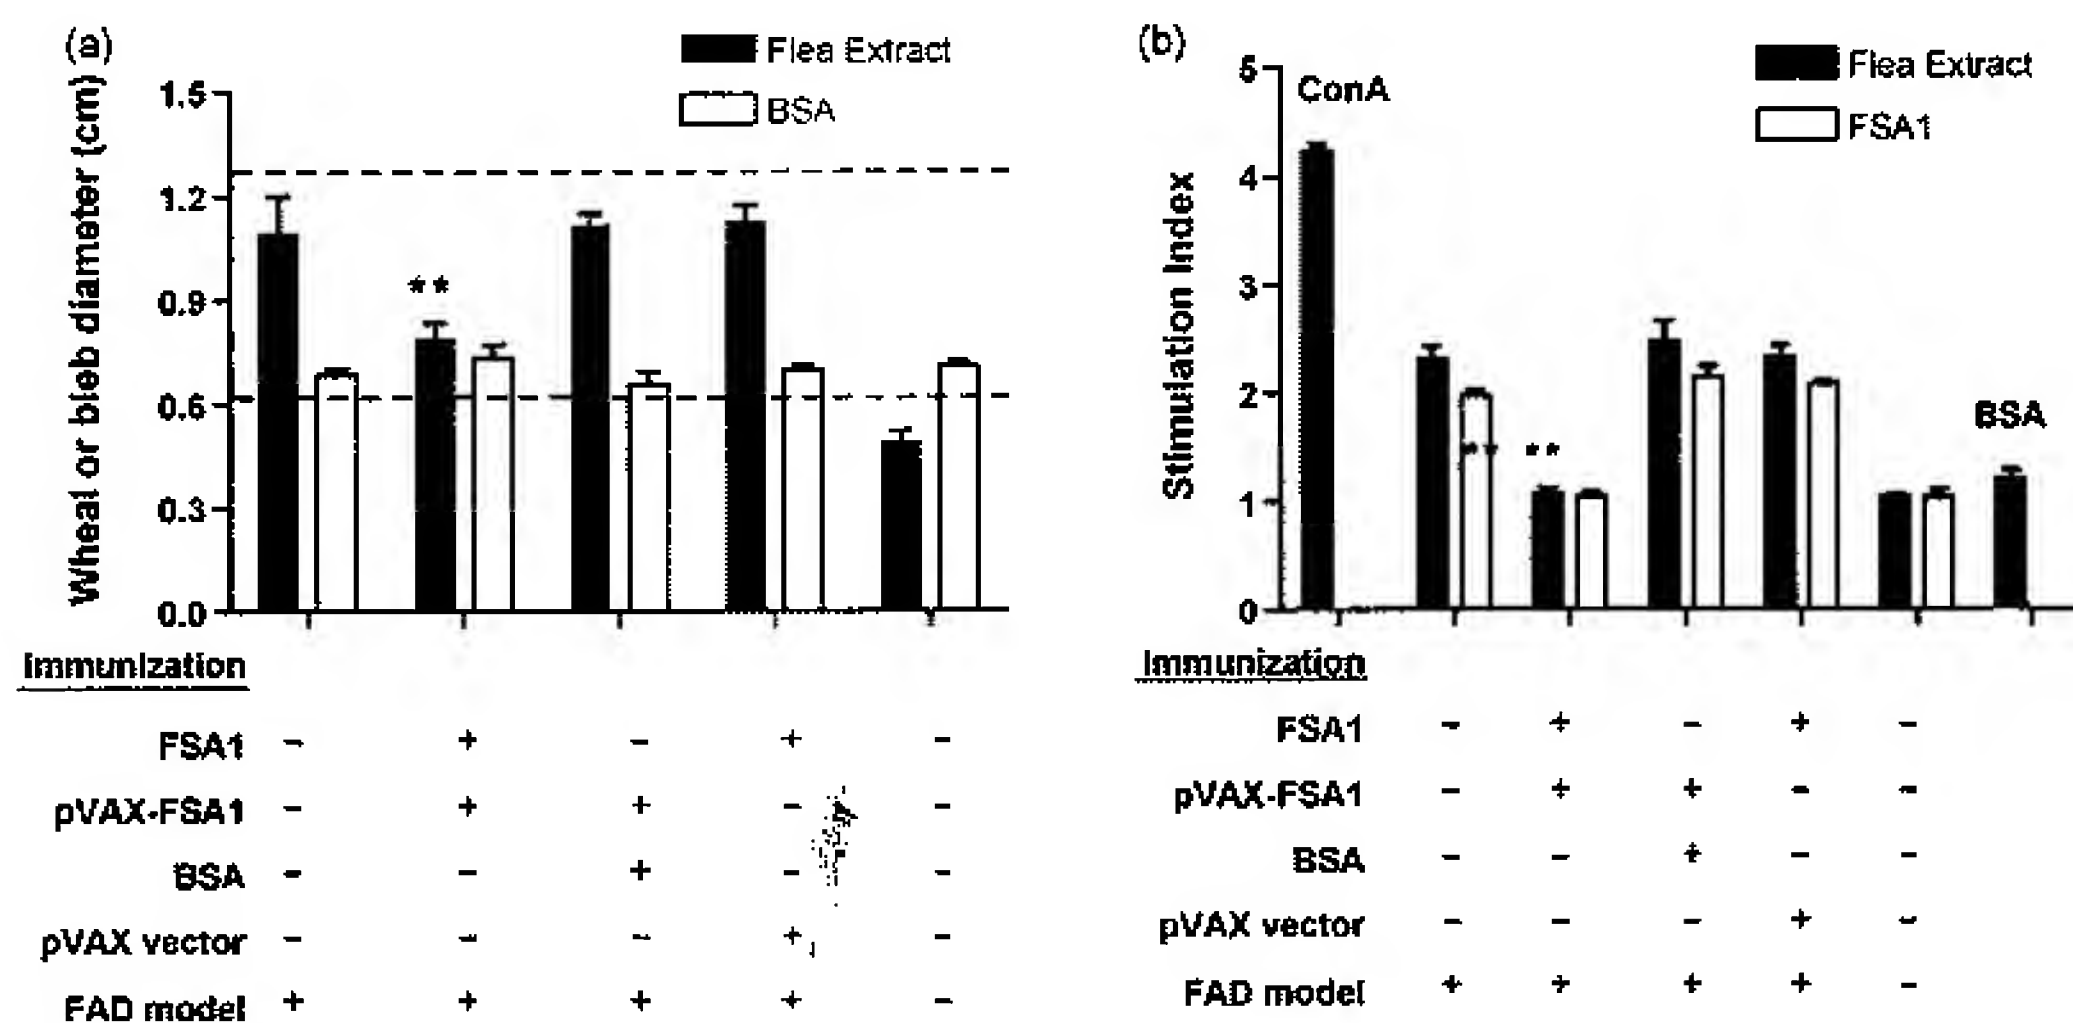 (a)
Flea Extract
BSA
Wheal or bleb diameter (cm)
1.5
1.2
0.9
0.6
0.3
0.0
**
Immunization
FSA1 - + - + -
pVAX-FSA1 - + + - -
BSA - - + - -
pVAX vector - - - + -
FAD model + + + + -
(b)
Flea Extract
FSA1
Stimulation Index
5
4
3
2
1
0
ConA
** **
BSA
Immunization
FSA1 - + - + -
pVAX-FSA1 - + + - -
BSA - - + - -
pVAX vector - - - + -
FAD model + + + + -